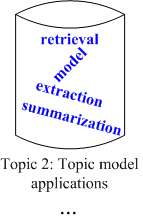 retrieval
model
extraction
summarization
Topic 2: Topic model
applications
...